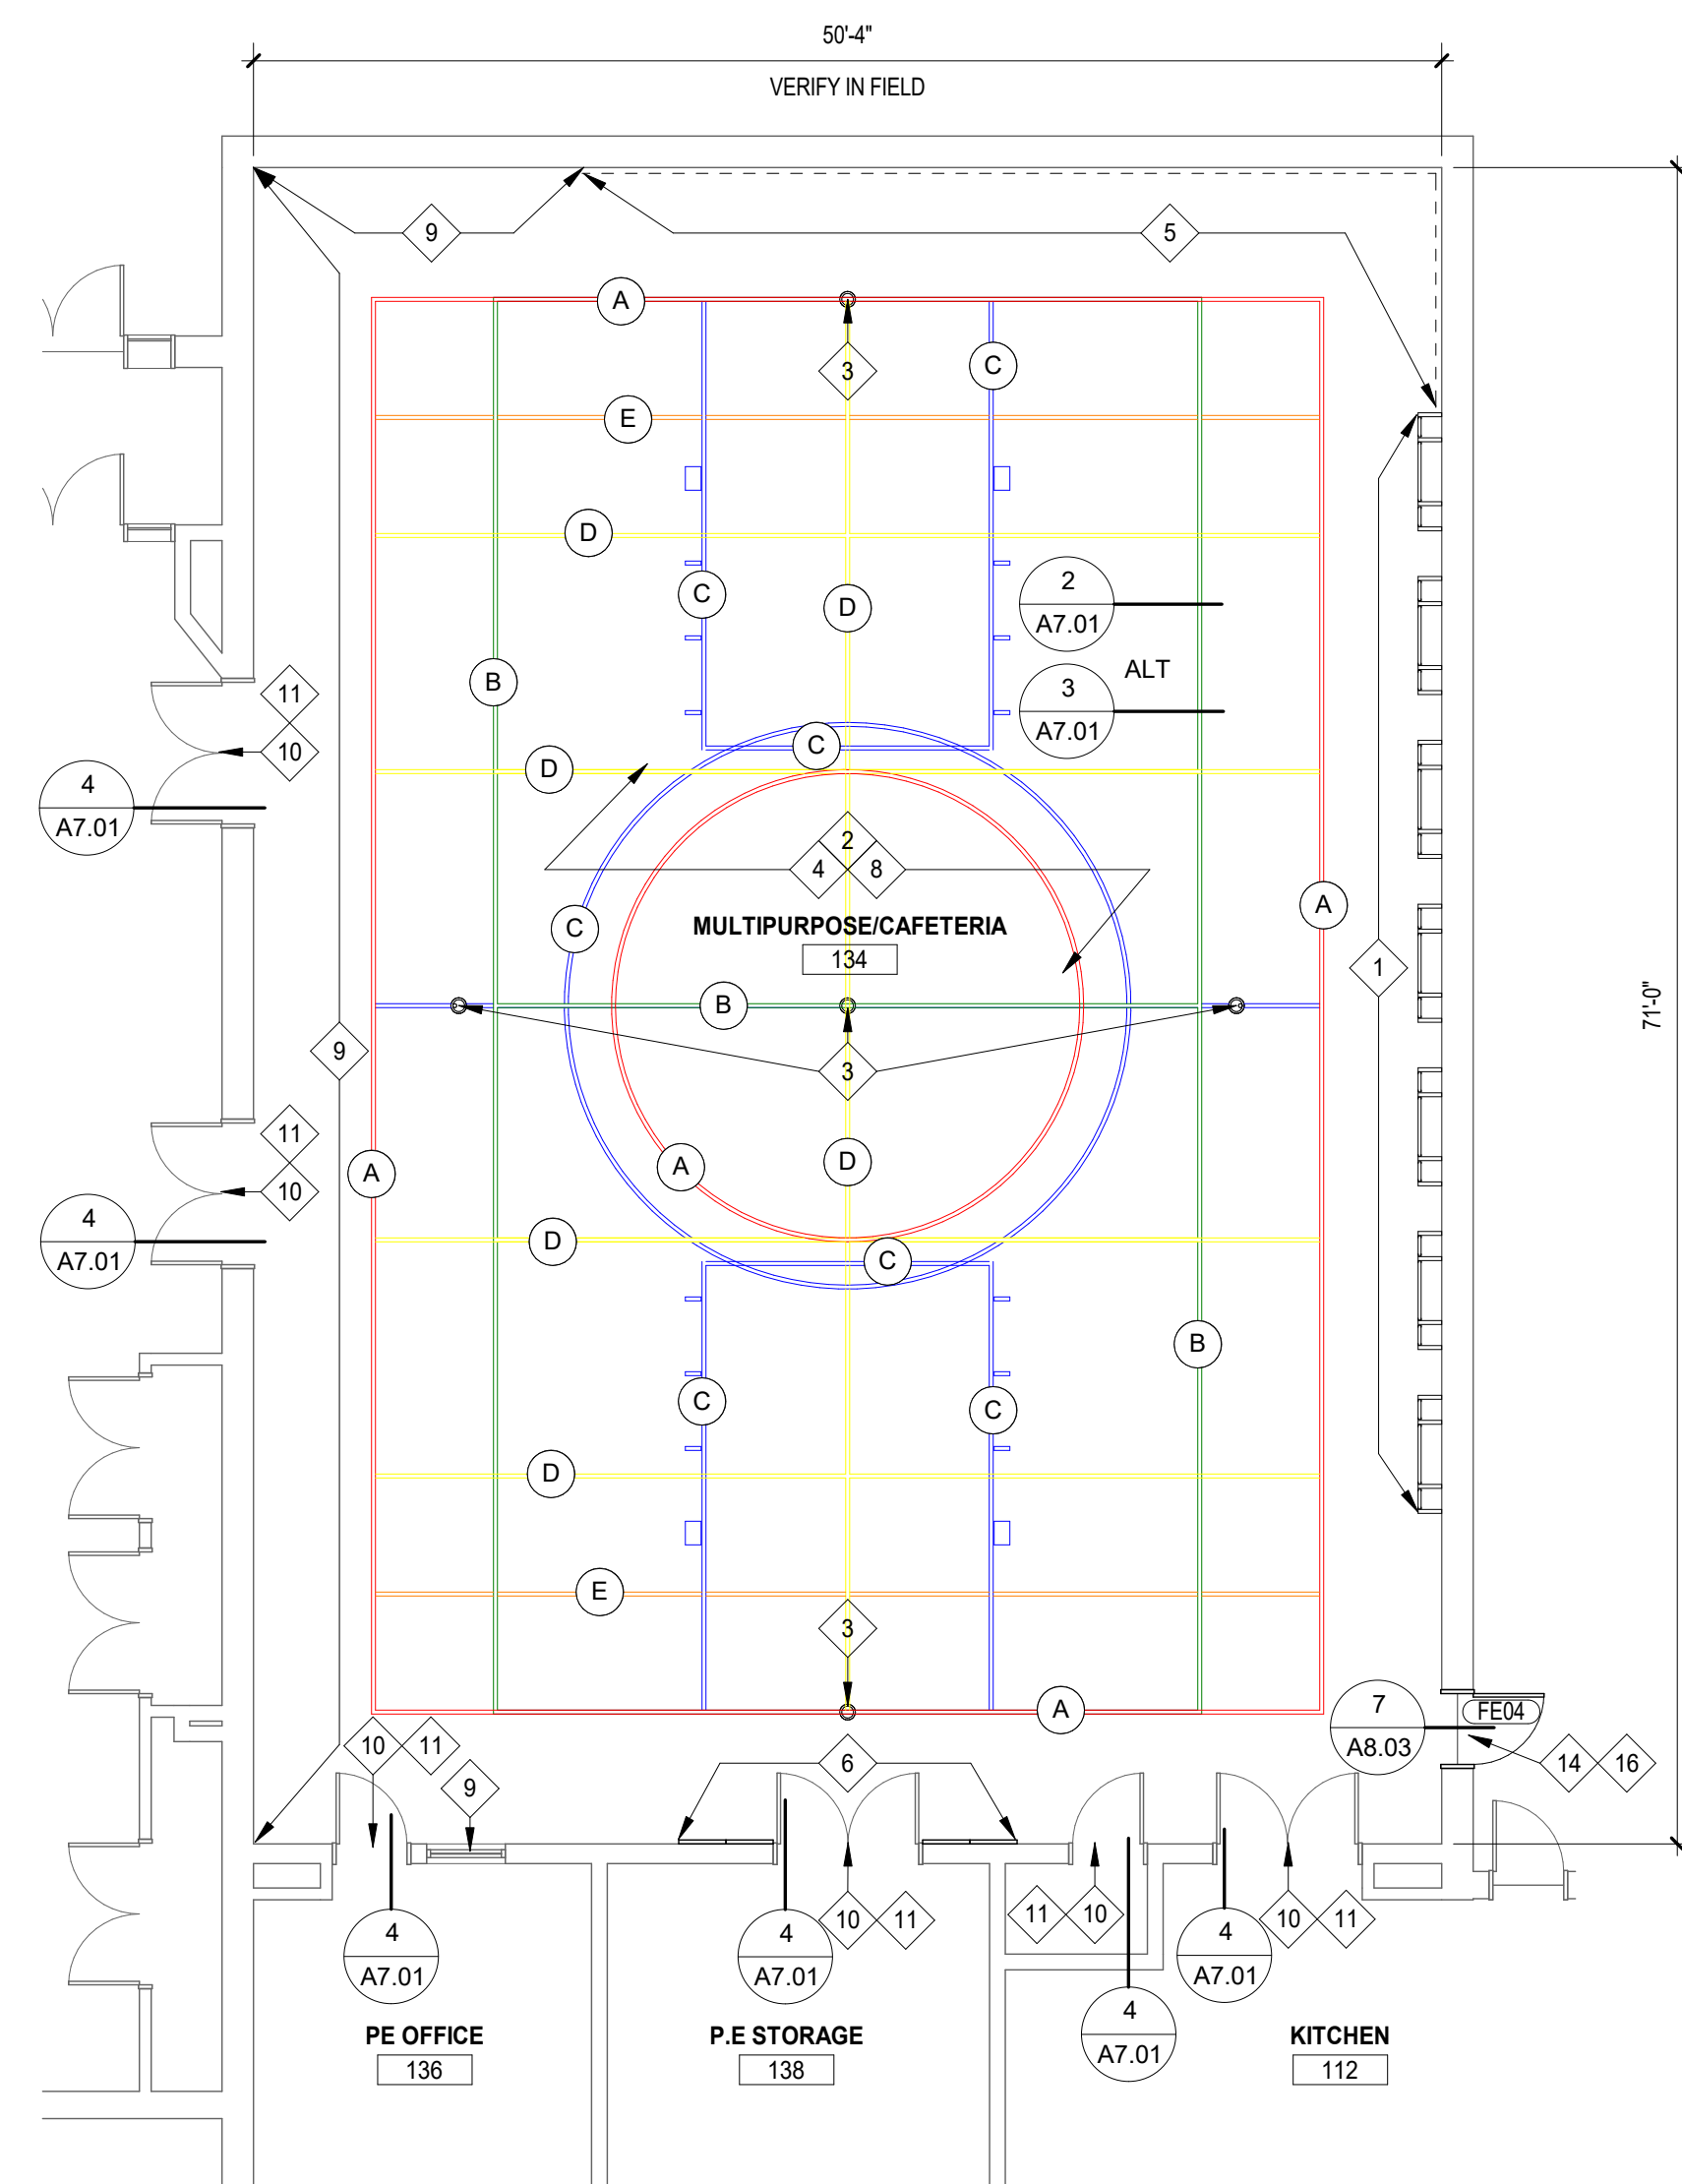 50'-4"
VERIFY IN FIELD
9
5
A
3
C
E
D
2
A7.01
C
D
ALT
B
3
A7.01
11
10
C
D
4
A7.01
2
4
8
A
C
MULTIPURPOSE/CAFETERIA
134
1
71'-0"
B
9
3
11
A
A
D
10
4
A7.01
D
C
B
C
C
D
E
3
A
7
A8.03
FE04
10
11
6
14
16
9
4
A7.01
4
A7.01
10
11
11
10
4
A7.01
10
11
4
A7.01
PE OFFICE
136
P.E STORAGE
138
KITCHEN
112